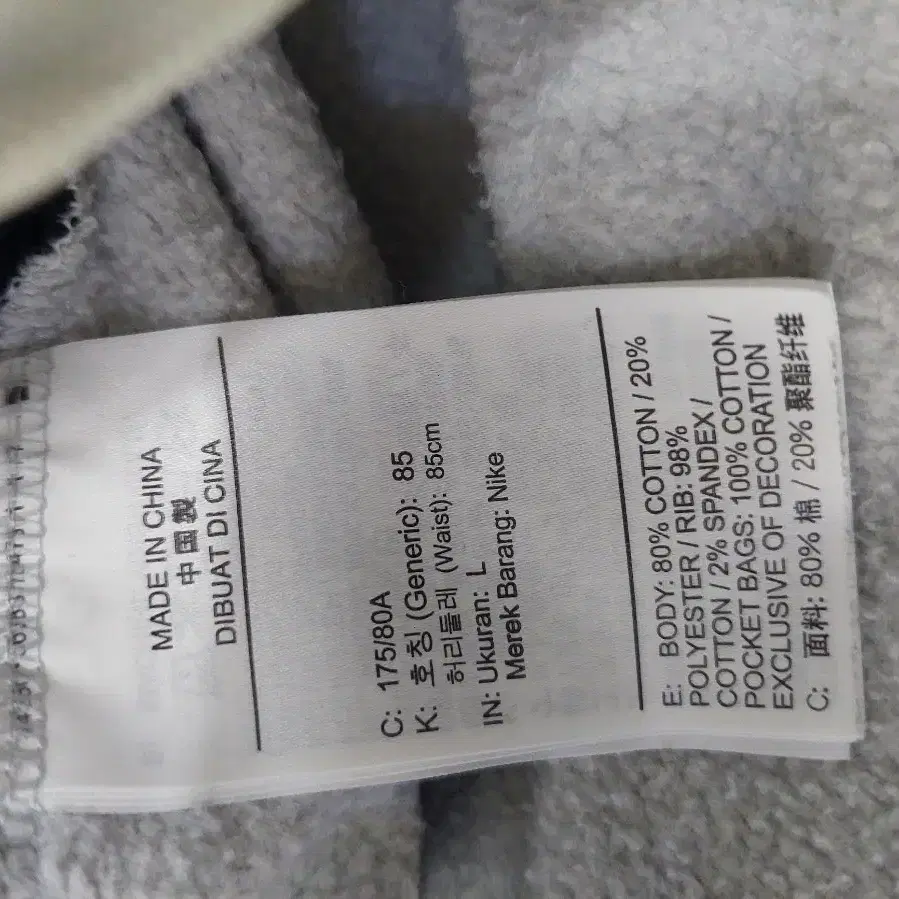 MADE IN CHINA
中国製
DIBUAT DI CINA
C: 175/80A
K: 호칭 (Generic): 85
허리둘레 (Waist): 85cm
IN: Ukuran: L
Merek Barang: Nike
E: BODY: 80% COTTON / 20%
POLYESTER / RIB: 98%
COTTON / 2% SPANDEX /
POCKET BAGS: 100% COTTON /
EXCLUSIVE OF DECORATION
C: 面料: 80% 棉 / 20% 聚酯纤维